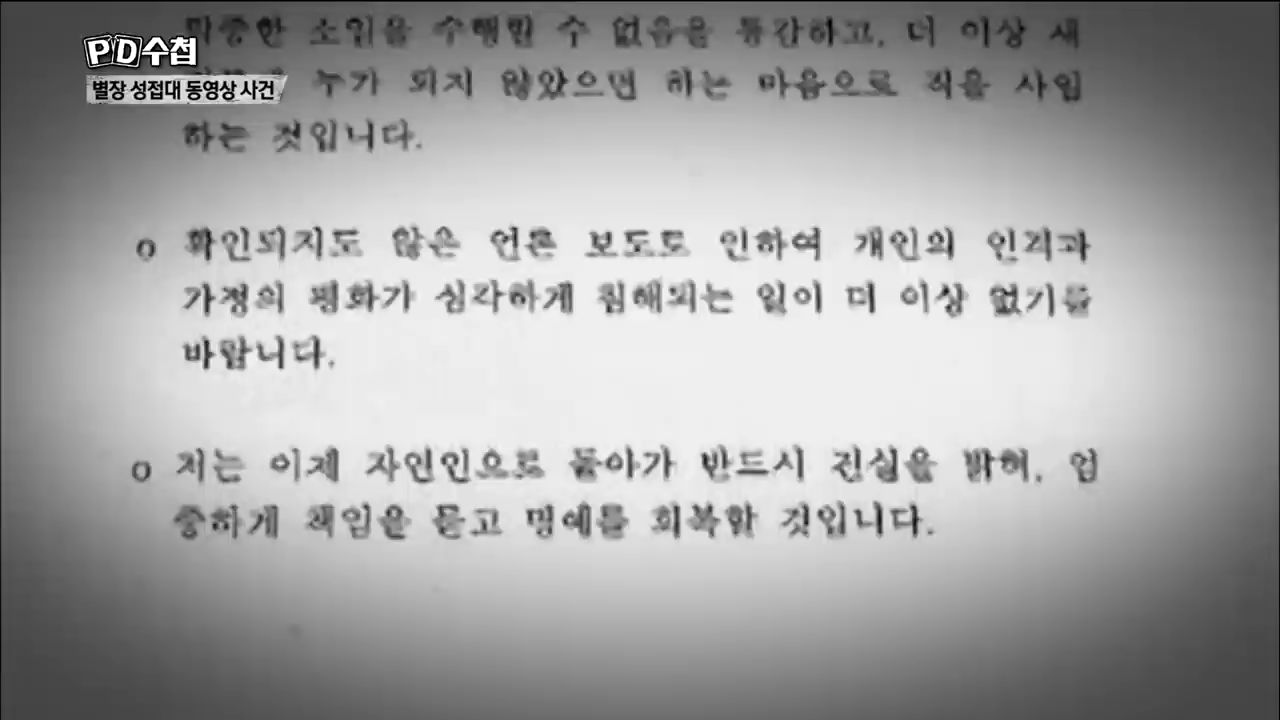 PD수첩
별장 성접대 동영상 사건
막중한 소임을 수행할 수 없음을 통감하고, 더 이상 새
누가 되지 않았으면 하는 마음으로 직을 사임
하는 것입니다.
o 확인되지도 않은 언론 보도로 인하여 개인의 인격과
가정의 평화가 심각하게 침해되는 일이 더 이상 없기를
바랍니다.
o 저는 이제 자연인으로 돌아가 반드시 진실을 밝혀, 엄
중하게 책임을 묻고 명예를 회복할 것입니다.